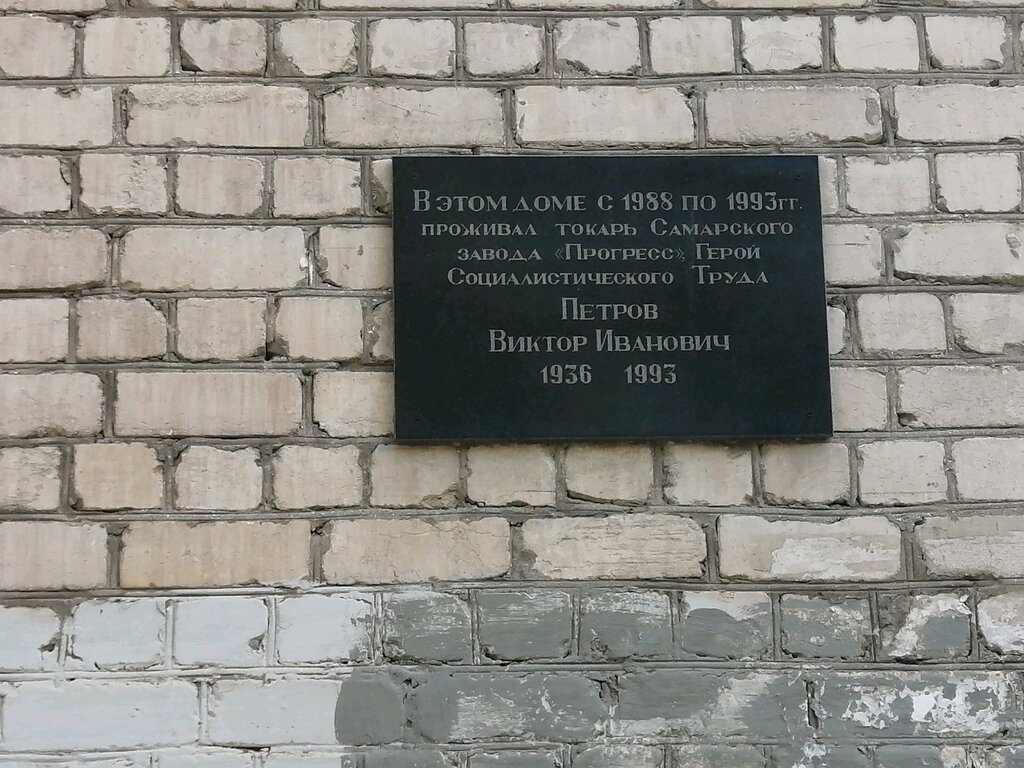 В этом доме с 1988 по 1993гг.
проживал токарь Самарского
завода «Прогресс», Герой
Социалистического Труда
Петров
Виктор Иванович
1936 1993